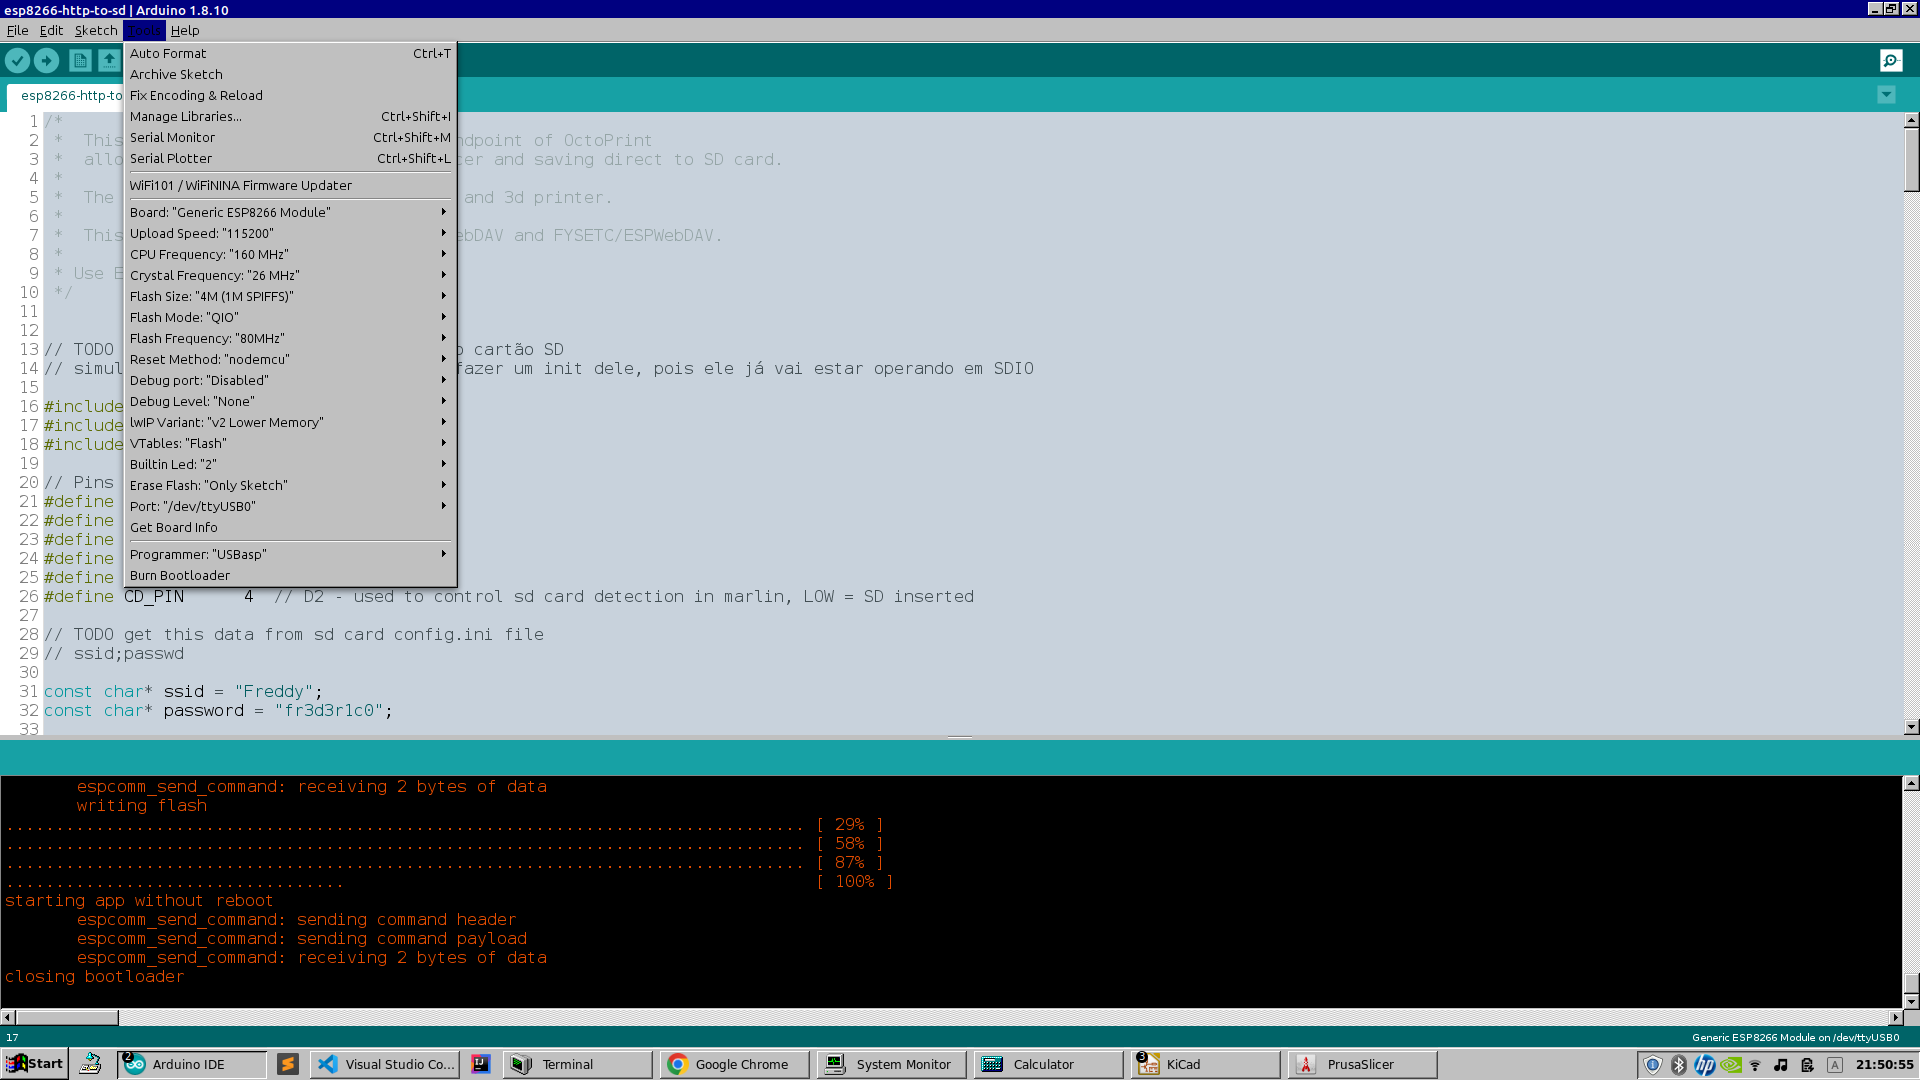 esp8266-http-to-sd | Arduino 1.8.10
File Edit Sketch Tools Help
esp8266-http-to
Auto Format Ctrl+T
Archive Sketch
Fix Encoding & Reload
Manage Libraries... Ctrl+Shift+I
Serial Monitor Ctrl+Shift+M
Serial Plotter Ctrl+Shift+L
WiFi101 / WiFiNINA Firmware Updater
Board: "Generic ESP8266 Module"
Upload Speed: "115200"
CPU Frequency: "160 MHz"
Crystal Frequency: "26 MHz"
Flash Size: "4M (1M SPIFFS)"
Flash Mode: "QIO"
Flash Frequency: "80MHz"
Reset Method: "nodemcu"
Debug port: "Disabled"
Debug Level: "None"
lwIP Variant: "v2 Lower Memory"
VTables: "Flash"
Builtin Led: "2"
Erase Flash: "Only Sketch"
Port: "/dev/ttyUSB0"
Get Board Info
Programmer: "USBasp"
Burn Bootloader
1 /*
2 * This ndpoint of OctoPrint
3 * allo ter and saving direct to SD card.
4 *
5 * The and 3d printer.
6 *
7 * This ebDAV and FYSETC/ESPWebDAV.
8 *
9 * Use E
10 */
11
12
13 // TODO o cartão SD
14 // simul fazer um init dele, pois ele já vai estar operando em SDIO
15
16 #include
17 #include
18 #include
19
20 // Pins
21 #define
22 #define
23 #define
24 #define
25 #define
26 #define CD_PIN 4 // D2 - used to control sd card detection in marlin, LOW = SD inserted
27
28 // TODO get this data from sd card config.ini file
29 // ssid;passwd
30
31 const char* ssid = "Freddy";
32 const char* password = "fr3d3r1c0";
33
espcomm_send_command: receiving 2 bytes of data
writing flash
................................................................................ [ 29% ]
................................................................................ [ 58% ]
................................................................................ [ 87% ]
.................................. [ 100% ]
starting app without reboot
espcomm_send_command: sending command header
espcomm_send_command: sending command payload
espcomm_send_command: receiving 2 bytes of data
closing bootloader
17 Generic ESP8266 Module on /dev/ttyUSB0
Start 2 Arduino IDE Visual Studio Co... Terminal Google Chrome System Monitor Calculator 3 KiCad PrusaSlicer A 21:50:55